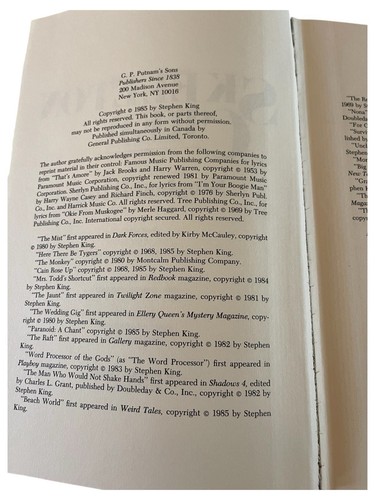 G. P. Putnam's Sons
Publishers Since 1838
200 Madison Avenue
New York, NY 10016
Copyright © 1985 by Stephen King
All rights reserved. This book, or parts thereof,
may not be reproduced in any form without permission.
Published simultaneously in Canada by
General Publishing Co. Limited, Toronto.
The author gratefully acknowledges permission from the following companies to
reprint material in their control: Famous Music Publishing Companies for lyrics
from "That's Amore" by Jack Brooks and Harry Warren, copyright © 1953 by
Paramount Music Corporation, copyright renewed 1981 by Paramount Music
Corporation. Sherlyn Publishing Co., Inc., for lyrics from "I'm Your Boogie Man"
by Harry Wayne Casey and Richard Finch, copyright © 1976 by Sherlyn Publ.
Co., Inc., and Harrick Music Co. All rights reserved. Tree Publishing Co., Inc., for
lyrics from "Okie From Muskogee" by Merle Haggard, copyright © 1969 by Tree
Publishing Co., Inc. International copyright secured. All rights reserved.
"The Mist" first appeared in Dark Forces, edited by Kirby McCauley, copyright
© 1980 by Stephen King.
"Here There Be Tygers" copyright © 1968, 1985 by Stephen King.
"The Monkey" copyright © 1980 by Montcalm Publishing Company.
"Cain Rose Up" copyright © 1968, 1985 by Stephen King.
"Mrs. Todd's Shortcut" first appeared in Redbook magazine, copyright © 1984
by Stephen King.
"The Jaunt" first appeared in Twilight Zone magazine, copyright © 1981 by
Stephen King.
"The Wedding Gig" first appeared in Ellery Queen's Mystery Magazine, copy-
right © 1980 by Stephen King.
"Paranoid: A Chant" copyright © 1985 by Stephen King.
"The Raft" first appeared in Gallery magazine, copyright © 1982 by Stephen
King.
"Word Processor of the Gods" (as "The Word Processor") first appeared in
Playboy magazine, copyright © 1983 by Stephen King.
"The Man Who Would Not Shake Hands" first appeared in Shadows 4, edited
by Charles L. Grant, published by Doubleday & Co., Inc., copyright © 1982 by
Stephen King.
"Beach World" first appeared in Weird Tales, copyright © 1985 by Stephen
King.
"The
1969 by
"Nona"
Doubleday
"For
"Survi
"Uncl
Stephen